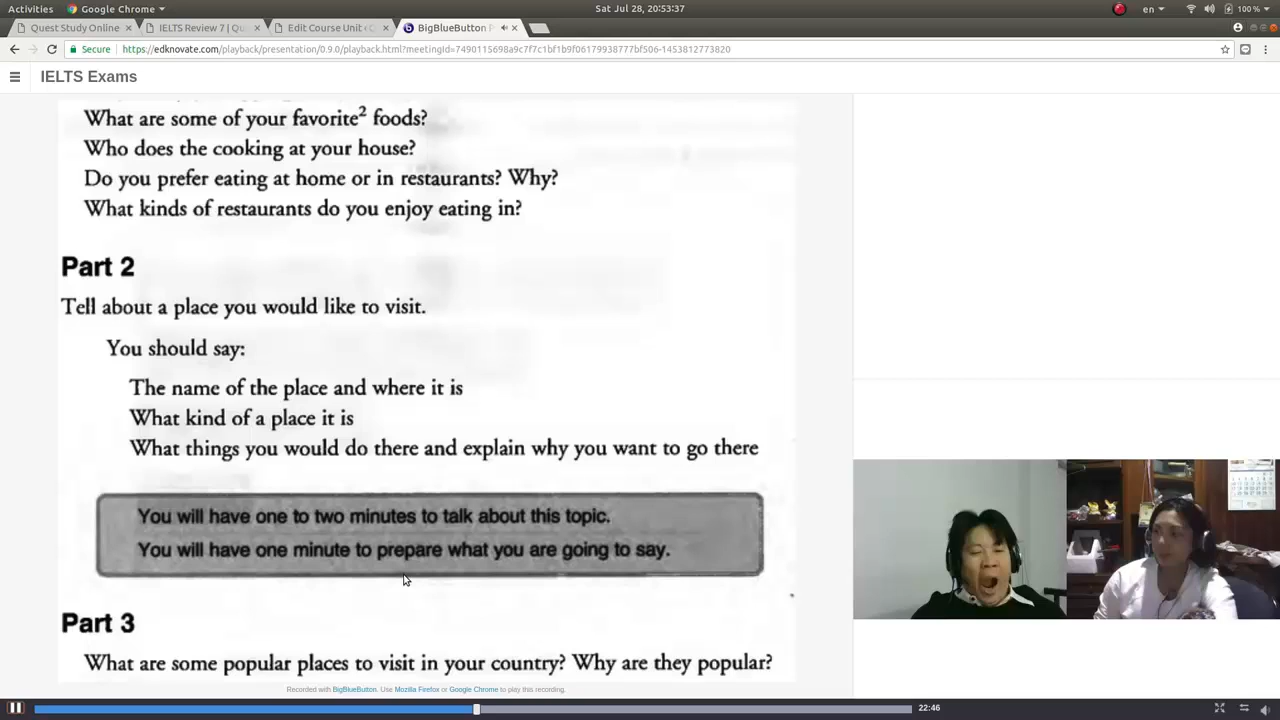 Activities
Google Chrome
Sat Jul 28, 20:53:37
en
100 %
Quest Study Online
IELTS Review 7 | Qu
Edit Course Unit
BigBlueButton
Secure
https://edknovate.com/playback/presentation/0.9.0/playback.html?meetingId=7490115698a9c7f7c1bf1b9f06179938777bf506-1453812773820
IELTS Exams
What are some of your favorite² foods?
Who does the cooking at your house?
Do you prefer eating at home or in restaurants? Why?
What kinds of restaurants do you enjoy eating in?
Part 2
Tell about a place you would like to visit.
You should say:
The name of the place and where it is
What kind of a place it is
What things you would do there and explain why you want to go there
You will have one to two minutes to talk about this topic.
You will have one minute to prepare what you are going to say.
Part 3
What are some popular places to visit in your country? Why are they popular?
Recorded with BigBlueButton. Use Mozilla Firefox or Google Chrome to play this recording.
22:46